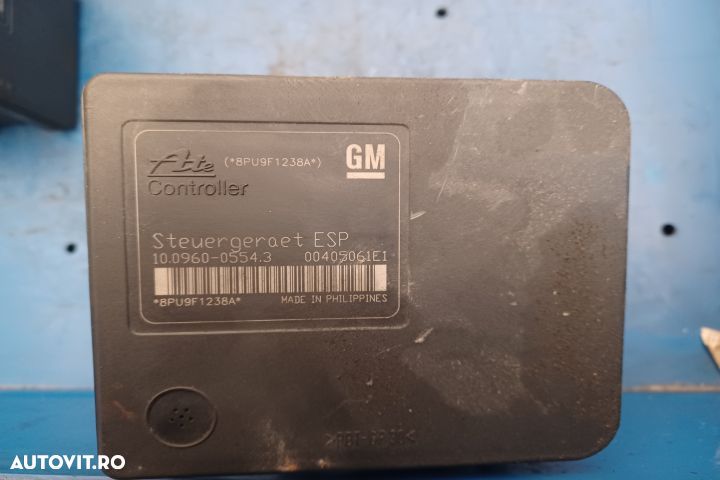 Ate (*8PU9F1238A*) GM
Controller
Steuergeraet ESP
10.0960-0554.3 00405061E1
*8PU9F1238A* MADE IN PHILIPPINES
AUTOVIT.RO